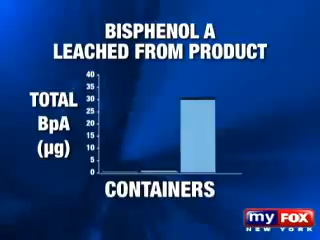 BISPHENOL A
LEACHED FROM PRODUCT
TOTAL
BpA
(µg)
40
35
30
25
20
15
10
5
0
CONTAINERS
my FOX
NEW YORK